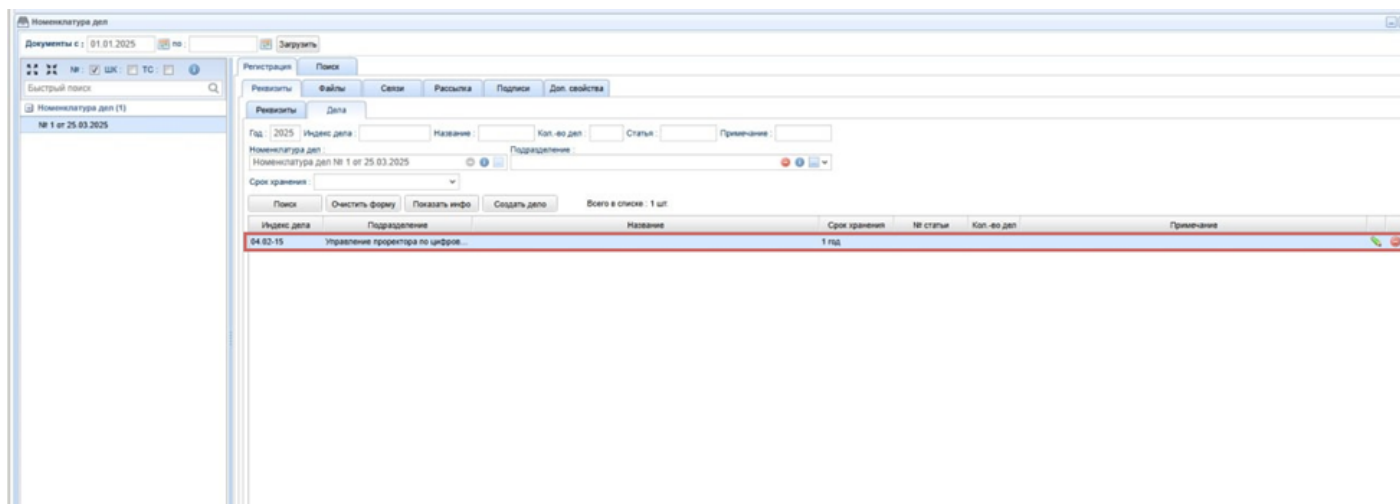 Номенклатура дел
Документы с : 01.01.2025 по : Загрузить
№ : ШК : ТС :
Быстрый поиск
Номенклатура дел (1)
№ 1 от 25.03.2025
Регистрация Поиск
Реквизиты Файлы Связи Рассылка Подписи Доп. свойства
Реквизиты Дела
Год : 2025 Индекс дела : Название : Кол.-во дел : Статья : Примечание :
Номенклатура дел : Подразделение :
Номенклатура дел № 1 от 25.03.2025
Срок хранения :
Поиск Очистить форму Показать инфо Создать дело Всего в списке : 1 шт.
Индекс дела Подразделение Название Срок хранения № статьи Кол.-во дел Примечание
04.02-15 Управление проректора по цифров... 1 год